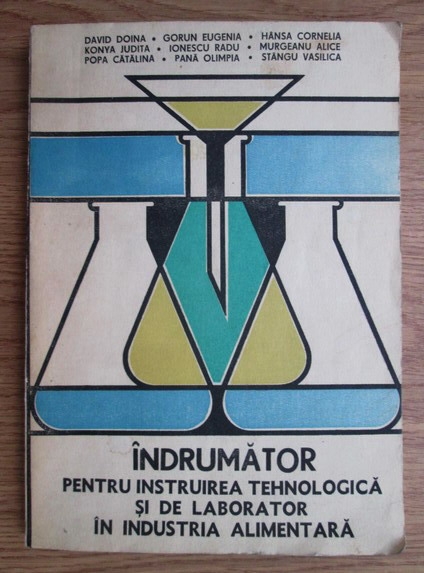 DAVID DOINA • GORUN EUGENIA • HÂNSA CORNELIA
KONYA JUDITA • IONESCU RADU • MURGEANU ALICE
POPA CĂTĂLINA • PANĂ OLIMPIA • STÂNGU VASILICA
ÎNDRUMĂTOR
PENTRU INSTRUIREA TEHNOLOGICĂ
ȘI DE LABORATOR
ÎN INDUSTRIA ALIMENTARĂ